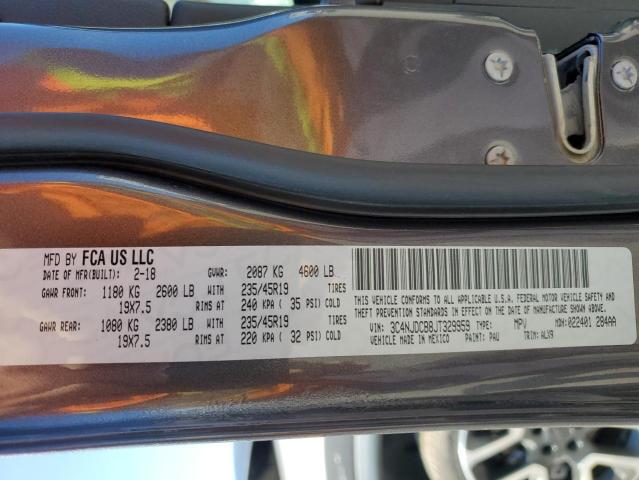 MFD BY FCA US LLC
DATE OF MFR(BUILT): 2-18 GVWR: 2087 KG 4600 LB
GAWR FRONT: 1180 KG 2600 LB WITH 235/45R19 TIRES
19X7.5 RIMS AT 240 KPA ( 35 PSI) COLD
GAWR REAR: 1080 KG 2380 LB WITH 235/45R19 TIRES
19X7.5 RIMS AT 220 KPA ( 32 PSI) COLD
THIS VEHICLE CONFORMS TO ALL APPLICABLE U.S.A. FEDERAL MOTOR VEHICLE SAFETY AND
THEFT PREVENTION STANDARDS IN EFFECT ON THE DATE OF MANUFACTURE SHOWN ABOVE.
VIN: 3C4NJDCB8JT329959 TYPE: MPV MDH: 022401 284AA
VEHICLE MADE IN MEXICO PAINT: PAU TRIM: ALX9